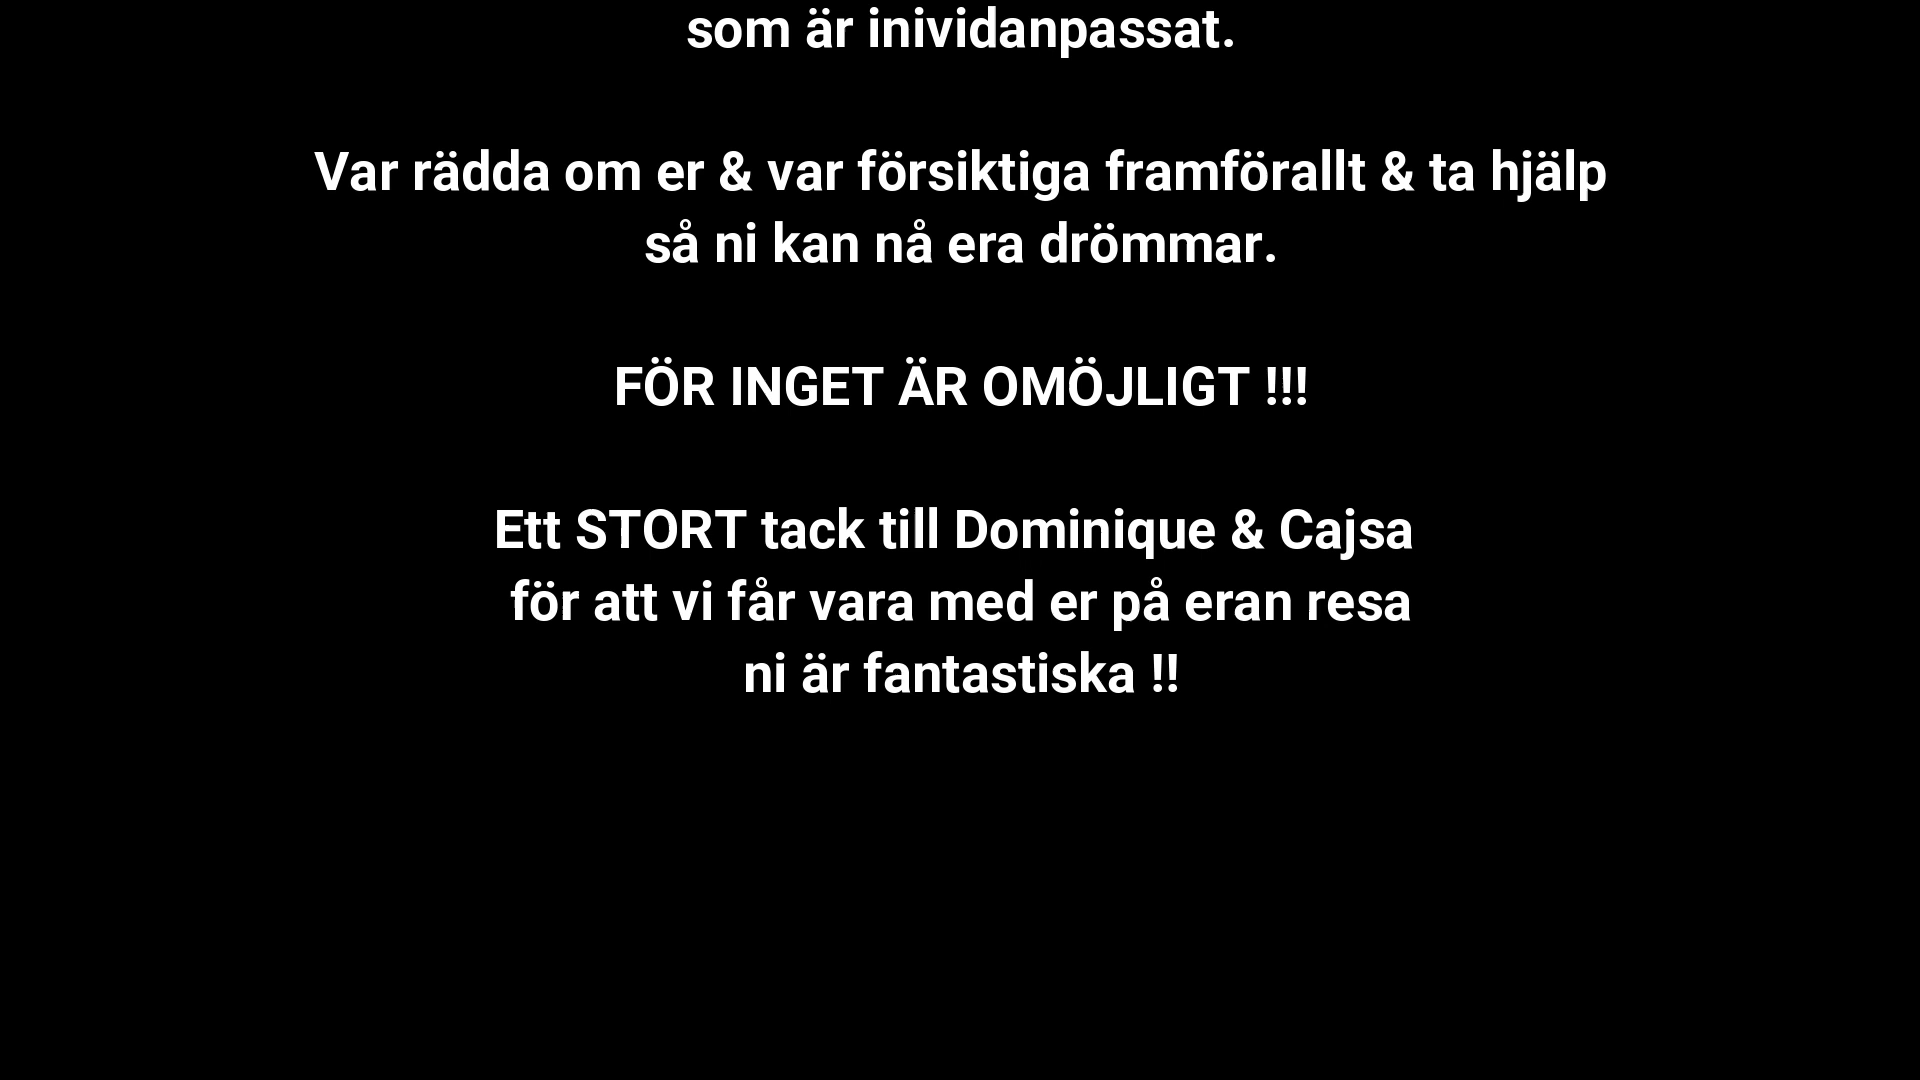 som är inividanpassat.
Var rädda om er & var försiktiga framförallt & ta hjälp
så ni kan nå era drömmar.
FÖR INGET ÄR OMÖJLIGT !!!
Ett STORT tack till Dominique & Cajsa
för att vi får vara med er på eran resa
ni är fantastiska !!